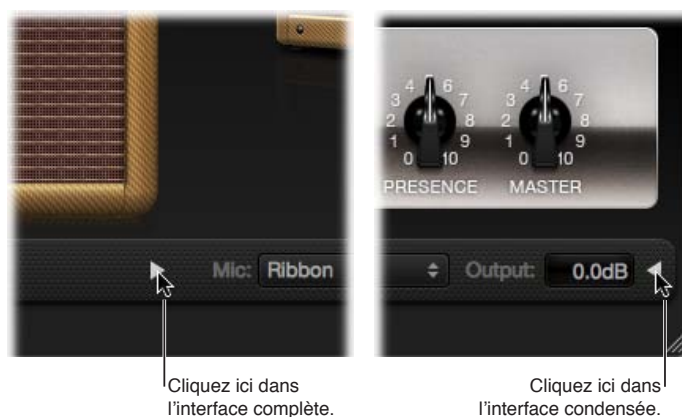 4 6
3 7
2 8
1 9
0 10
PRESENCE
4 6
3 7
2 8
1 9
0 10
MASTER
Mic: Ribbon
Output: 0.0dB
Cliquez ici dans
l’interface complète.
Cliquez ici dans
l’interface condensée.